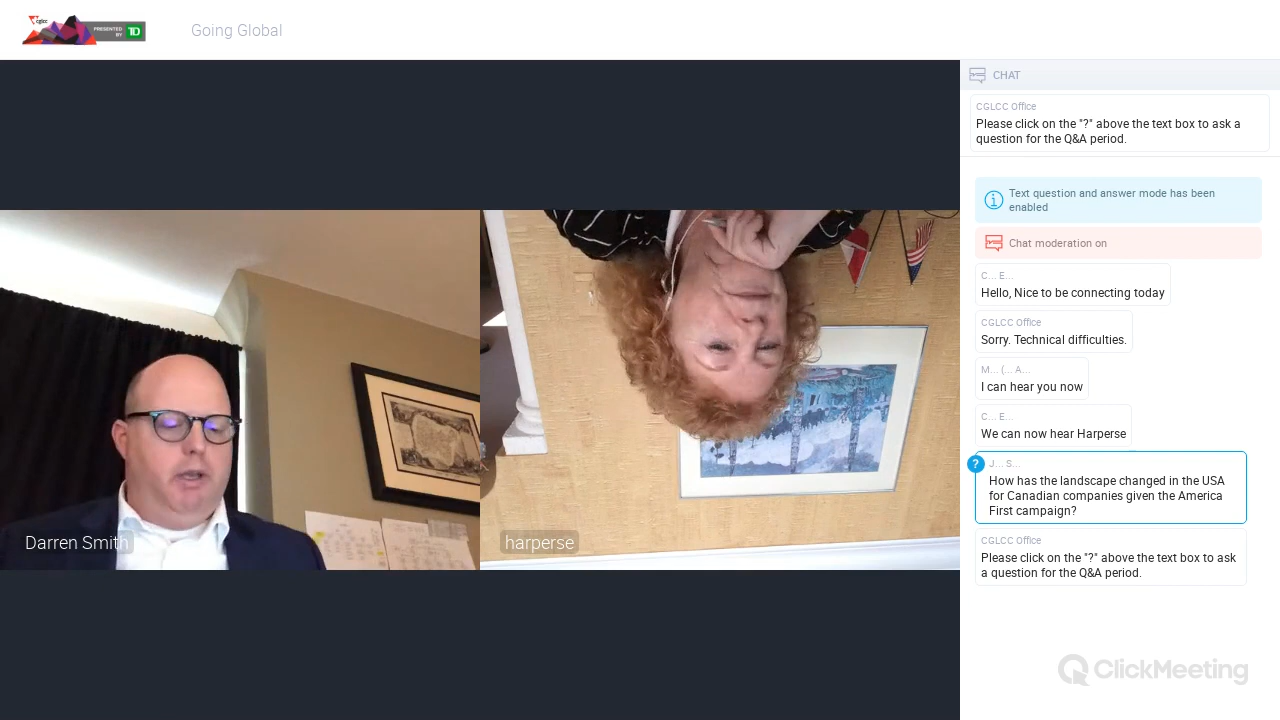 cglcc
PRESENTED
BY
TD
Going Global
CHAT
CGLCC Office
Please click on the "?" above the text box to ask a
question for the Q&A period.
Text question and answer mode has been
enabled
Chat moderation on
C... E...
Hello, Nice to be connecting today
CGLCC Office
Sorry. Technical difficulties.
M... (... A...
I can hear you now
C... E...
We can now hear Harperse
?
J... S...
How has the landscape changed in the USA
for Canadian companies given the America
First campaign?
CGLCC Office
Please click on the "?" above the text box to ask
a question for the Q&A period.
Darren Smith
harperse
ClickMeeting